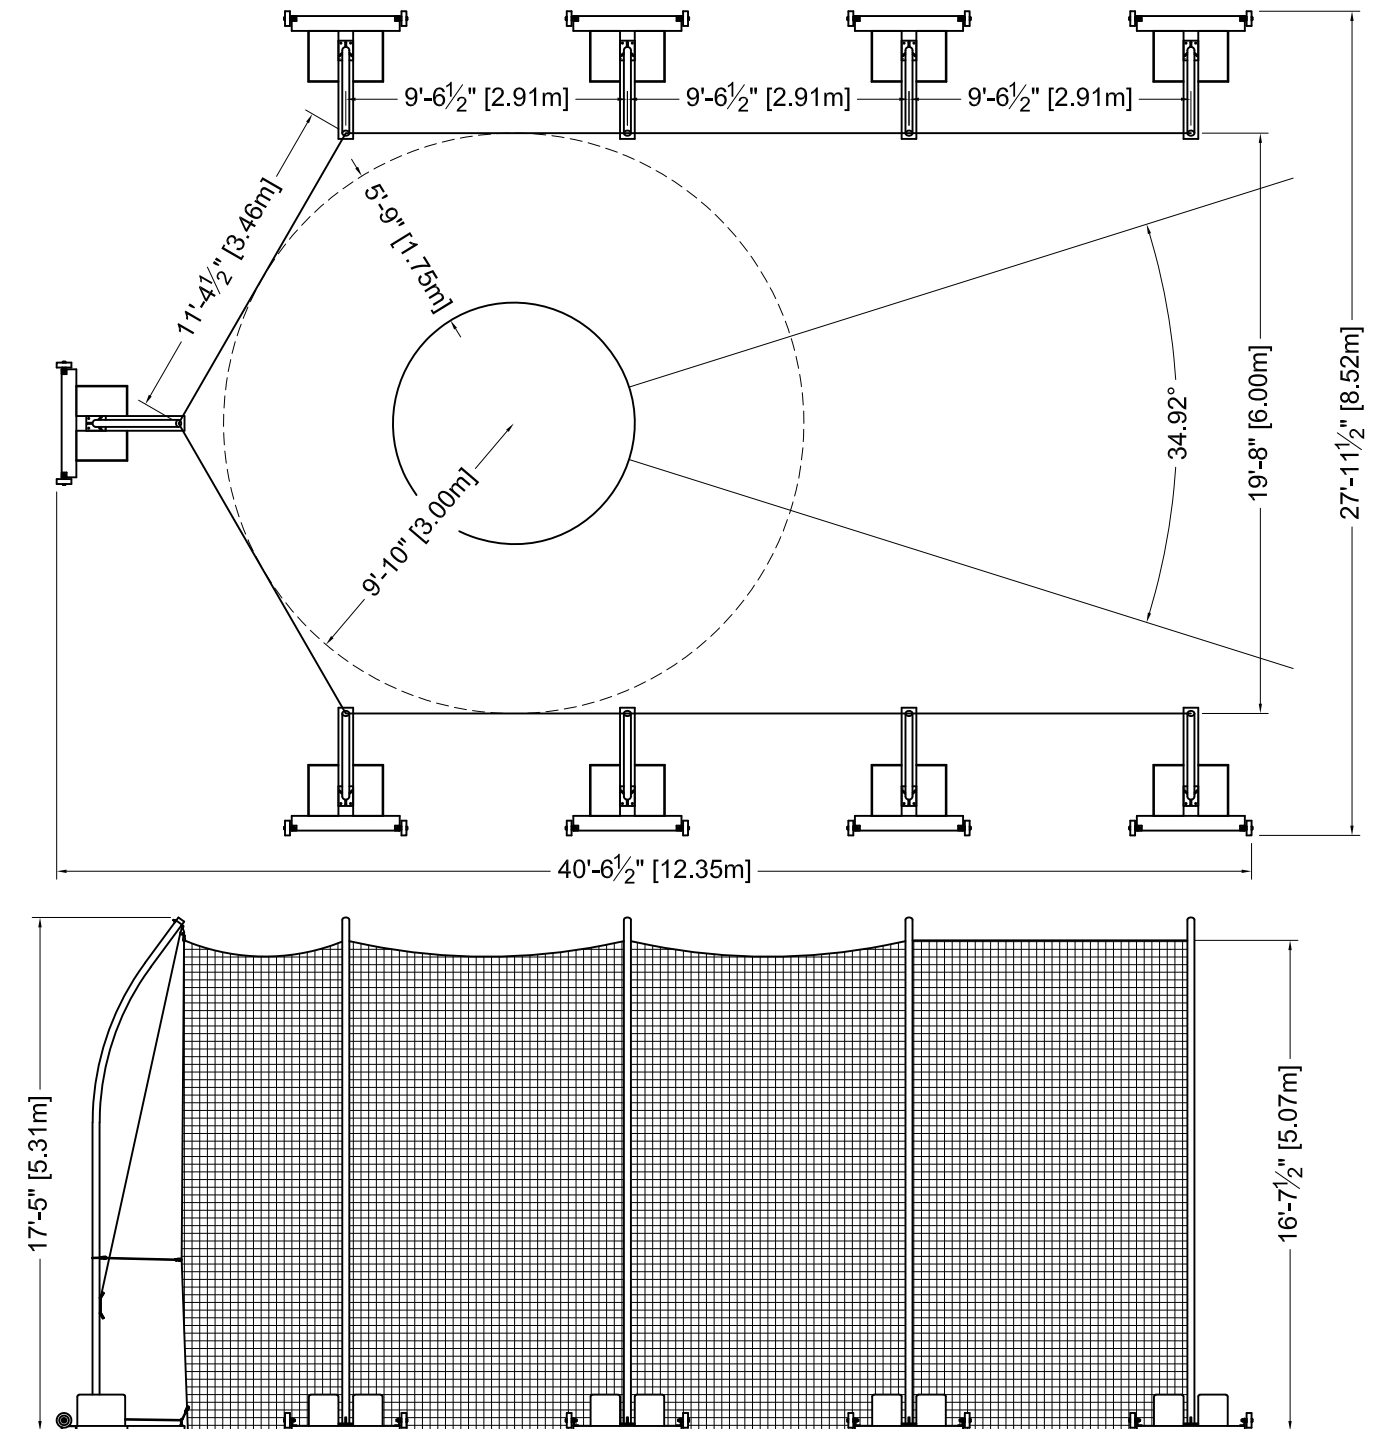 9'-6½" [2.91m]
9'-6½" [2.91m]
9'-6½" [2.91m]
11'-4½" [3.46m]
5'-9" [1.75m]
9'-10" [3.00m]
34.92°
19'-8" [6.00m]
27'-11½" [8.52m]
40'-6½" [12.35m]
17'-5" [5.31m]
16'-7½" [5.07m]